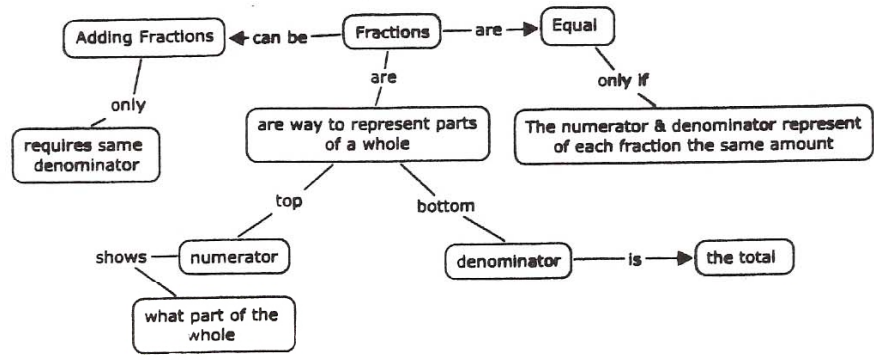 Adding Fractions
can be
Fractions
are
Equal
are
only if
only
are way to represent parts
of a whole
The numerator & denominator represent
of each fraction the same amount
requires same
denominator
top
bottom
shows
numerator
denominator
is
the total
what part of the
whole